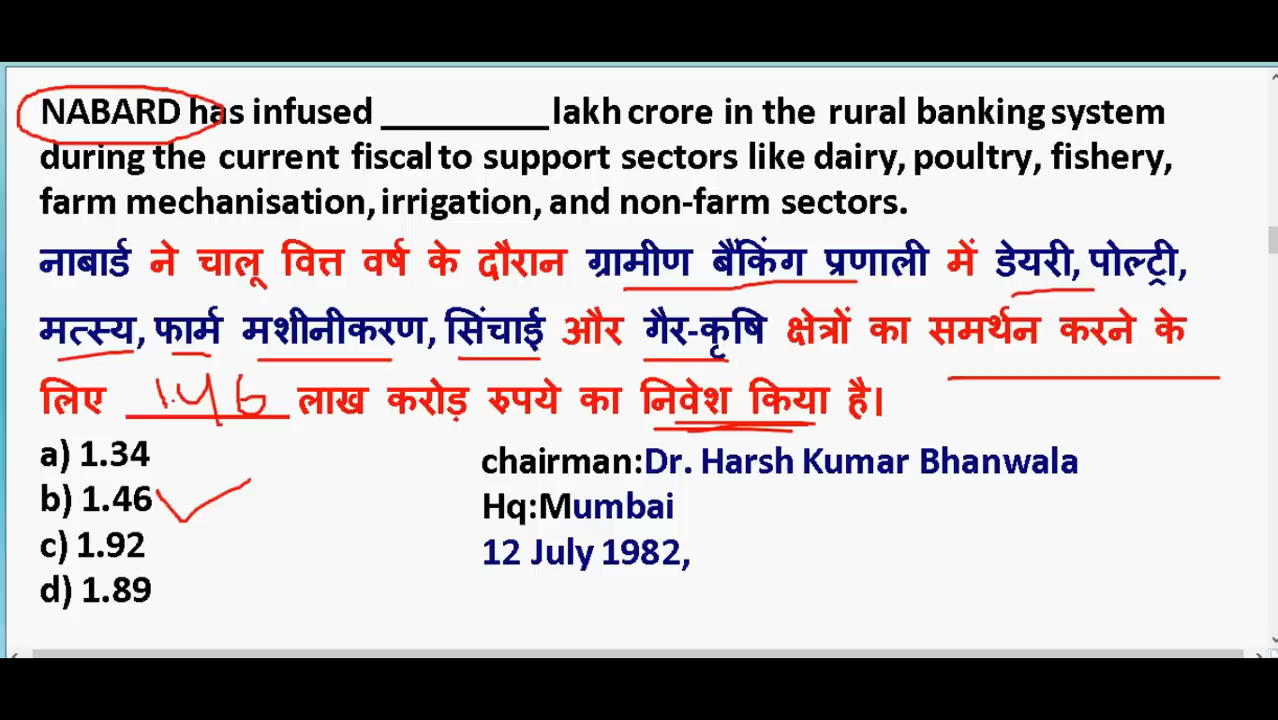 NABARD has infused _________ lakh crore in the rural banking system
during the current fiscal to support sectors like dairy, poultry, fishery,
farm mechanisation, irrigation, and non-farm sectors.
नाबार्ड ने चालू वित्त वर्ष के दौरान ग्रामीण बैंकिंग प्रणाली में डेयरी, पोल्ट्री,
मत्स्य, फार्म मशीनीकरण, सिंचाई और गैर-कृषि क्षेत्रों का समर्थन करने के
लिए 1.46 लाख करोड़ रुपये का निवेश किया है।
a) 1.34
b) 1.46
c) 1.92
d) 1.89
chairman:Dr. Harsh Kumar Bhanwala
Hq:Mumbai
12 July 1982,